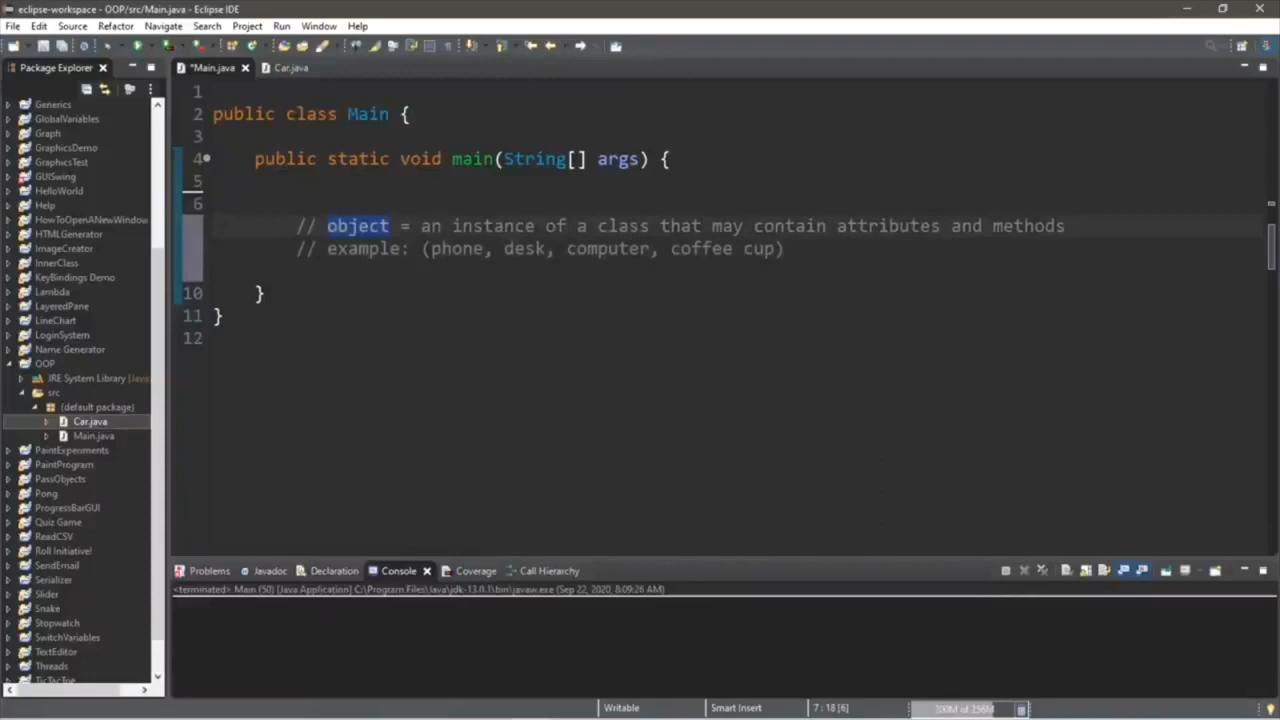 eclipse-workspace - OOP/src/Main.java - Eclipse IDE
File Edit Source Refactor Navigate Search Project Run Window Help
Package Explorer
*Main.java Car.java
Generics
GlobalVariables
Graph
GraphicsDemo
GraphicsTest
GUISwing
HelloWorld
Help
HowToOpenANewWindow
HTMLGenerator
ImageCreator
InnerClass
KeyBindings Demo
Lambda
LayeredPane
LineChart
LoginSystem
Name Generator
OOP
JRE System Library [Java
src
(default package)
Car.java
Main.java
PaintExperiments
PaintProgram
PassObjects
Pong
ProgressBarGUI
Quiz Game
ReadCSV
Roll Initiative!
SendEmail
Serializer
Slider
Snake
Stopwatch
SwitchVariables
TextEditor
Threads
TicTacToe
1
2 public class Main {
3
4 public static void main(String[] args) {
5
6
// object = an instance of a class that may contain attributes and methods
// example: (phone, desk, computer, coffee cup)
10 }
11 }
12
Problems Javadoc Declaration Console Coverage Call Hierarchy
<terminated> Main (50) [Java Application] C:\Program Files\Java\jdk-13.0.1\bin\javaw.exe (Sep 22, 2020, 8:09:26 AM)
Writable Smart Insert 7 : 18 [6] 200M of 256M